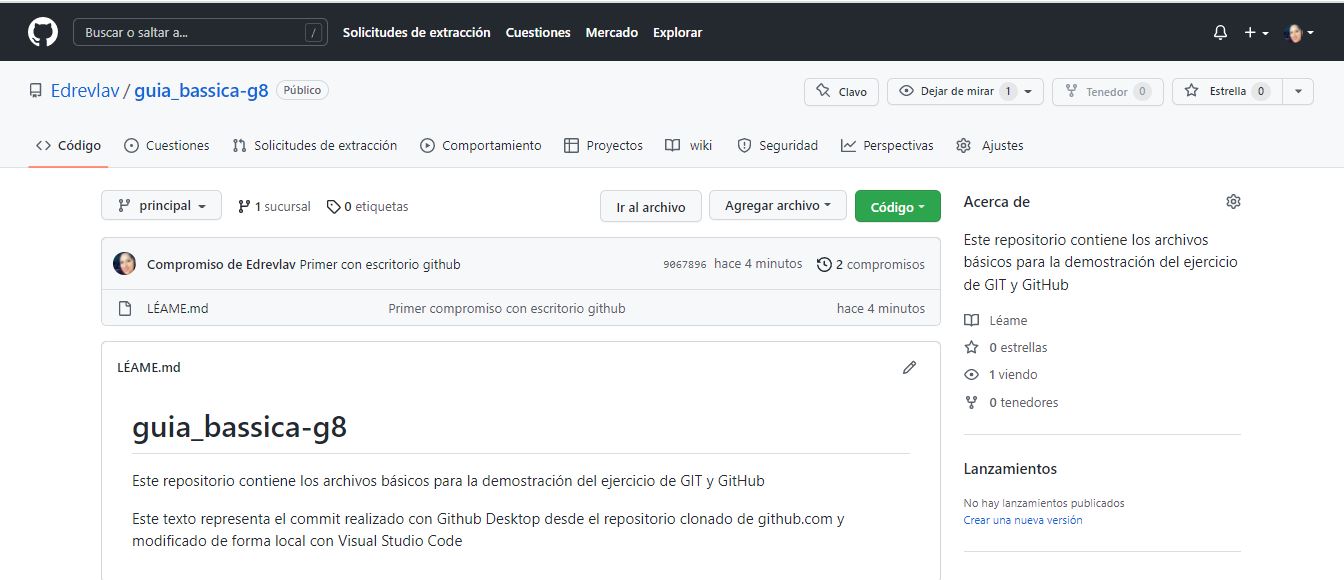 Buscar o saltar a... /
Solicitudes de extracción Cuestiones Mercado Explorar
Edrevlav / guia_bassica-g8 Público
Clavo Dejar de mirar 1 Tenedor 0 Estrella 0
Código Cuestiones Solicitudes de extracción Comportamiento Proyectos wiki Seguridad Perspectivas Ajustes
principal 1 sucursal 0 etiquetas Ir al archivo Agregar archivo Código
Compromiso de Edrevlav Primer con escritorio github 9067896 hace 4 minutos 2 compromisos
LÉAME.md Primer compromiso con escritorio github hace 4 minutos
LÉAME.md
guia_bassica-g8
Este repositorio contiene los archivos básicos para la demostración del ejercicio de GIT y GitHub
Este texto representa el commit realizado con Github Desktop desde el repositorio clonado de github.com y
modificado de forma local con Visual Studio Code
Acerca de
Este repositorio contiene los archivos
básicos para la demostración del ejercicio
de GIT y GitHub
Léame
0 estrellas
1 viendo
0 tenedores
Lanzamientos
No hay lanzamientos publicados
Crear una nueva versión